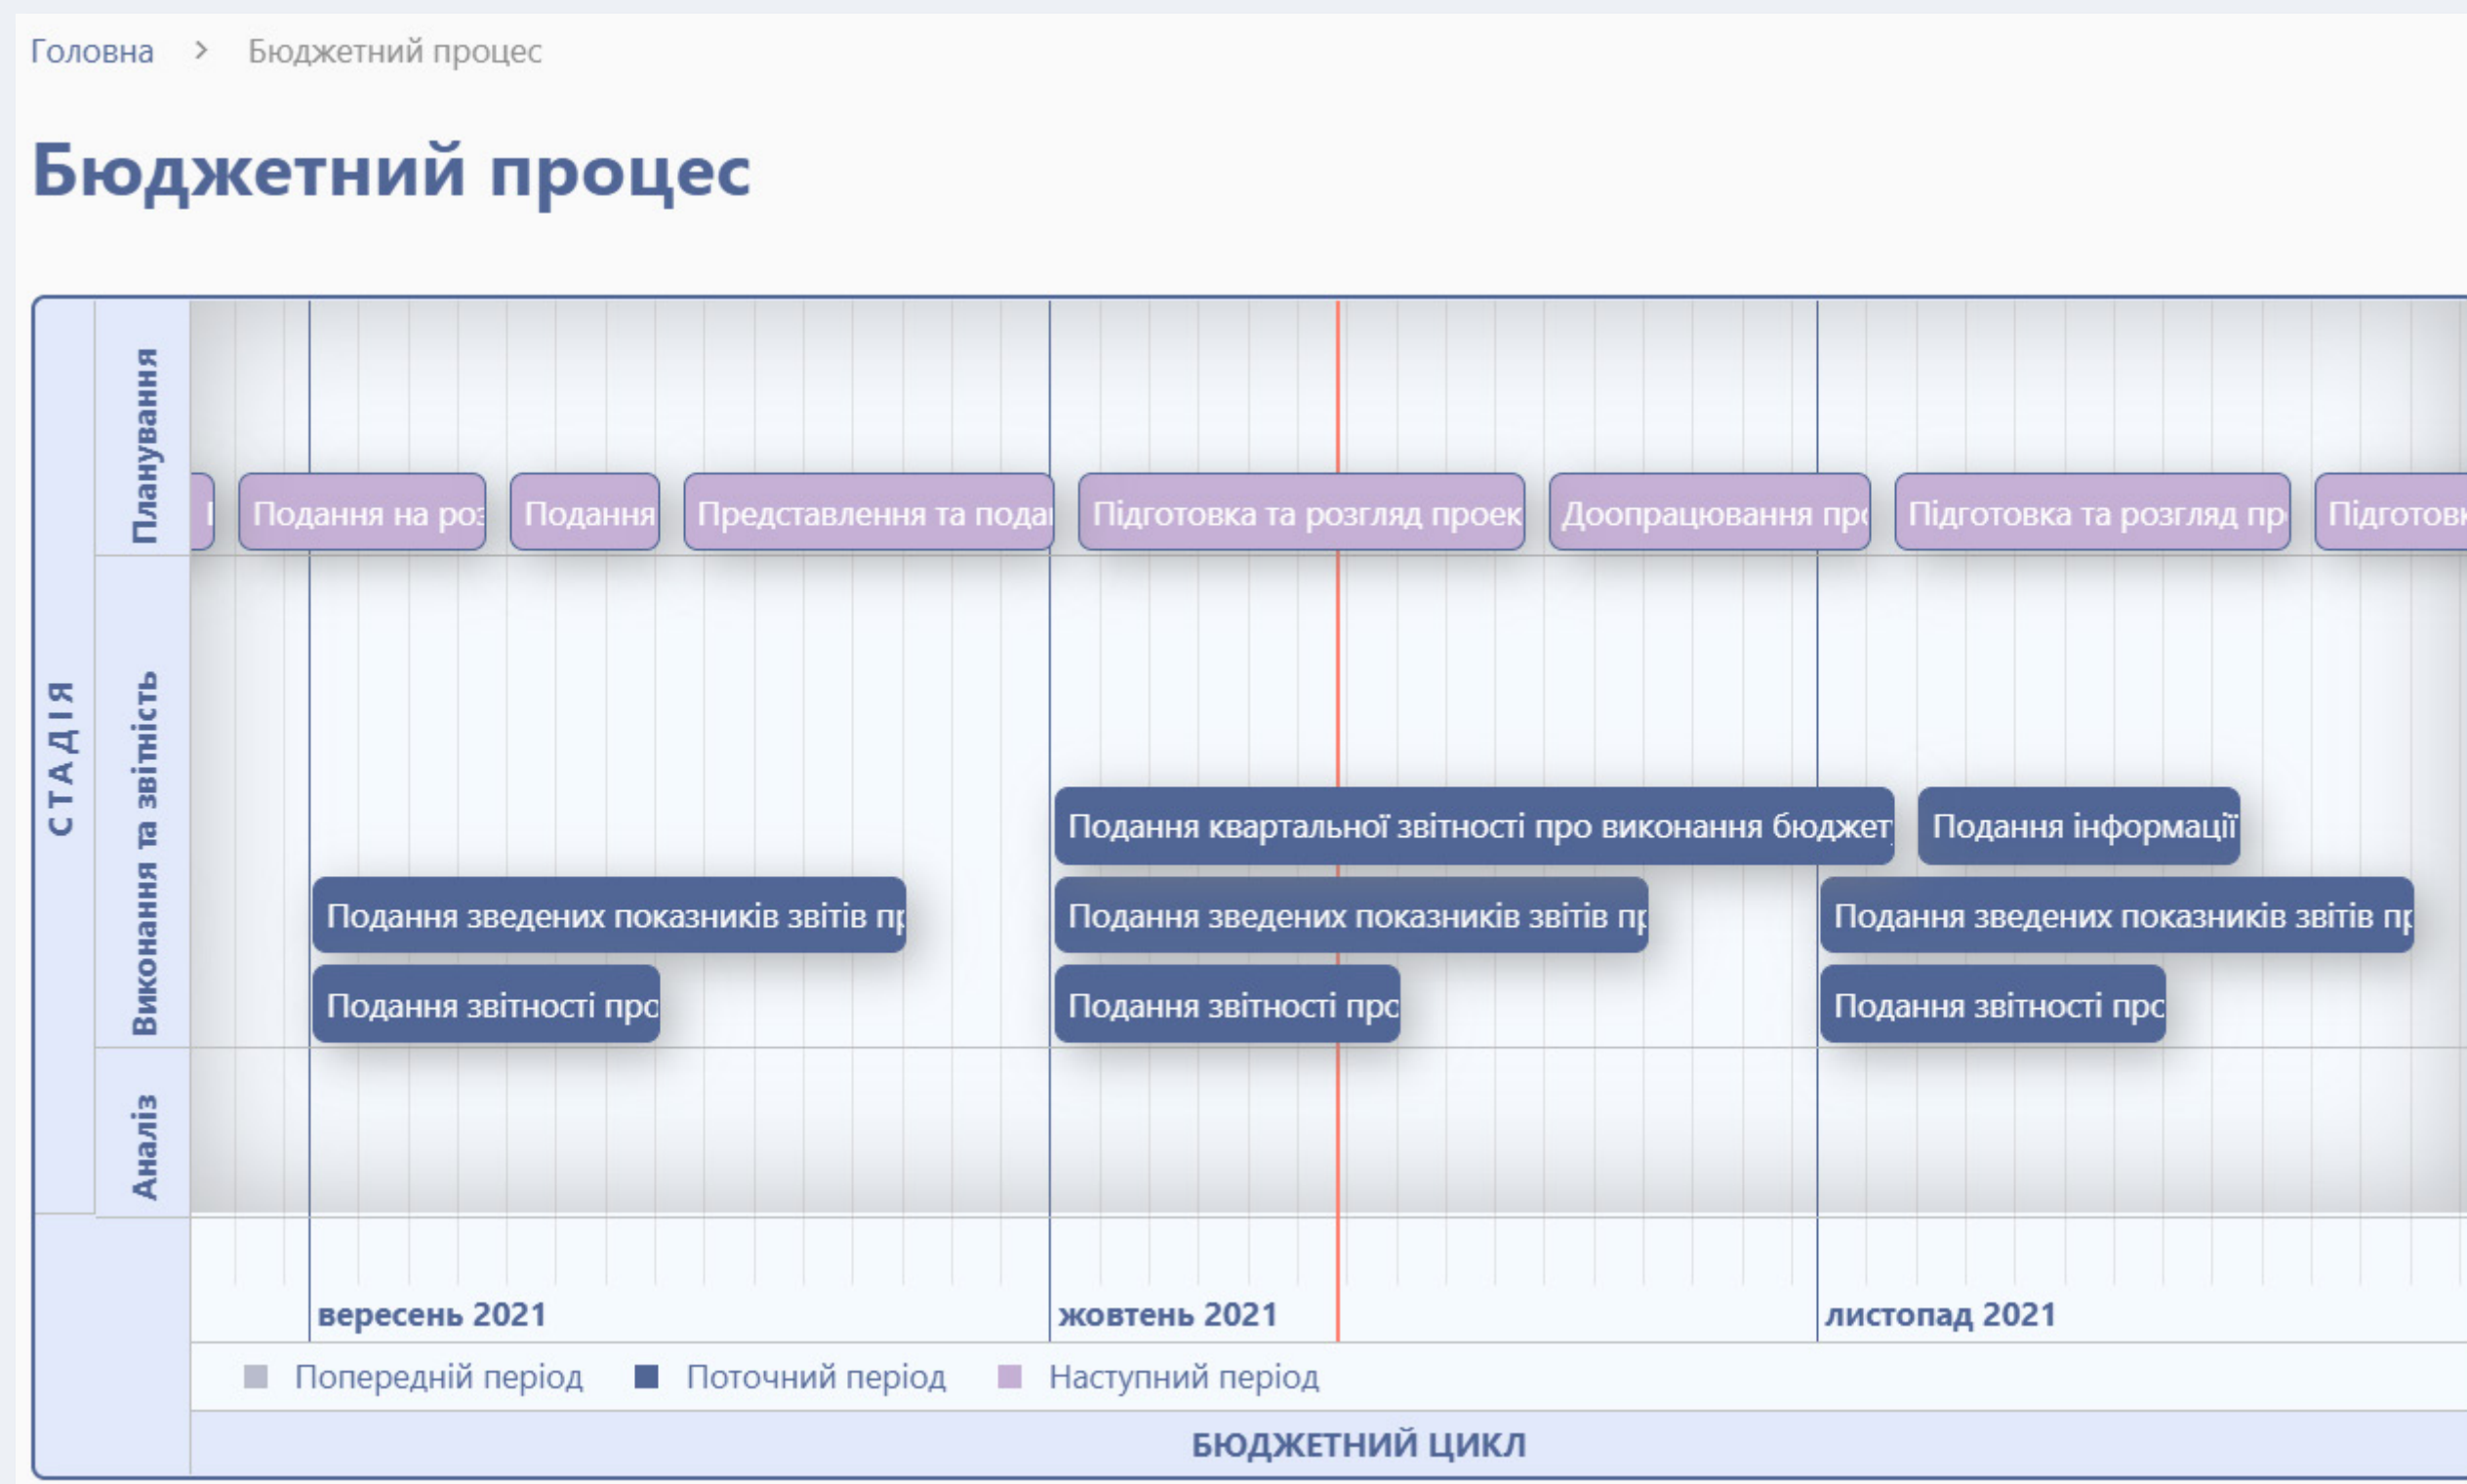 Головна > Бюджетний процес
Бюджетний процес
СТАДІЯ
Планування
Подання на роз
Подання
Представлення та пода
Підготовка та розгляд проек
Доопрацювання про
Підготовка та розгляд пр
Підготовк
Виконання та звітність
Подання квартальної звітності про виконання бюджет
Подання інформації
Подання зведених показників звітів пр
Подання зведених показників звітів пр
Подання зведених показників звітів пр
Подання звітності про
Подання звітності про
Подання звітності про
Аналіз
вересень 2021
жовтень 2021
листопад 2021
Попередній період
Поточний період
Наступний період
БЮДЖЕТНИЙ ЦИКЛ